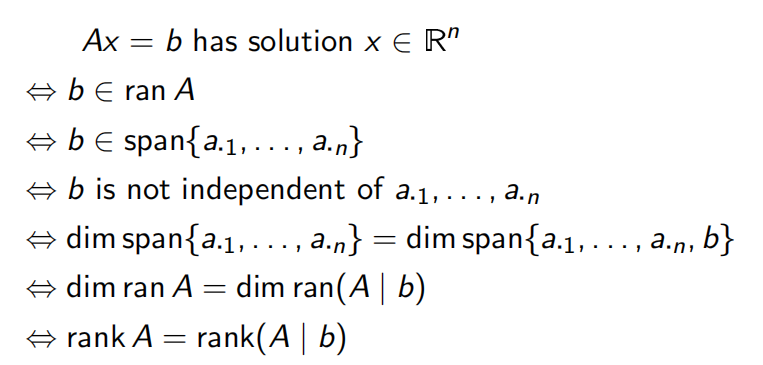 Ax = b has solution x ∈ ℝⁿ
⇔ b ∈ ran A
⇔ b ∈ span{a.₁, . . . , a.ₙ}
⇔ b is not independent of a.₁, . . . , a.ₙ
⇔ dim span{a.₁, . . . , a.ₙ} = dim span{a.₁, . . . , a.ₙ, b}
⇔ dim ran A = dim ran(A | b)
⇔ rank A = rank(A | b)